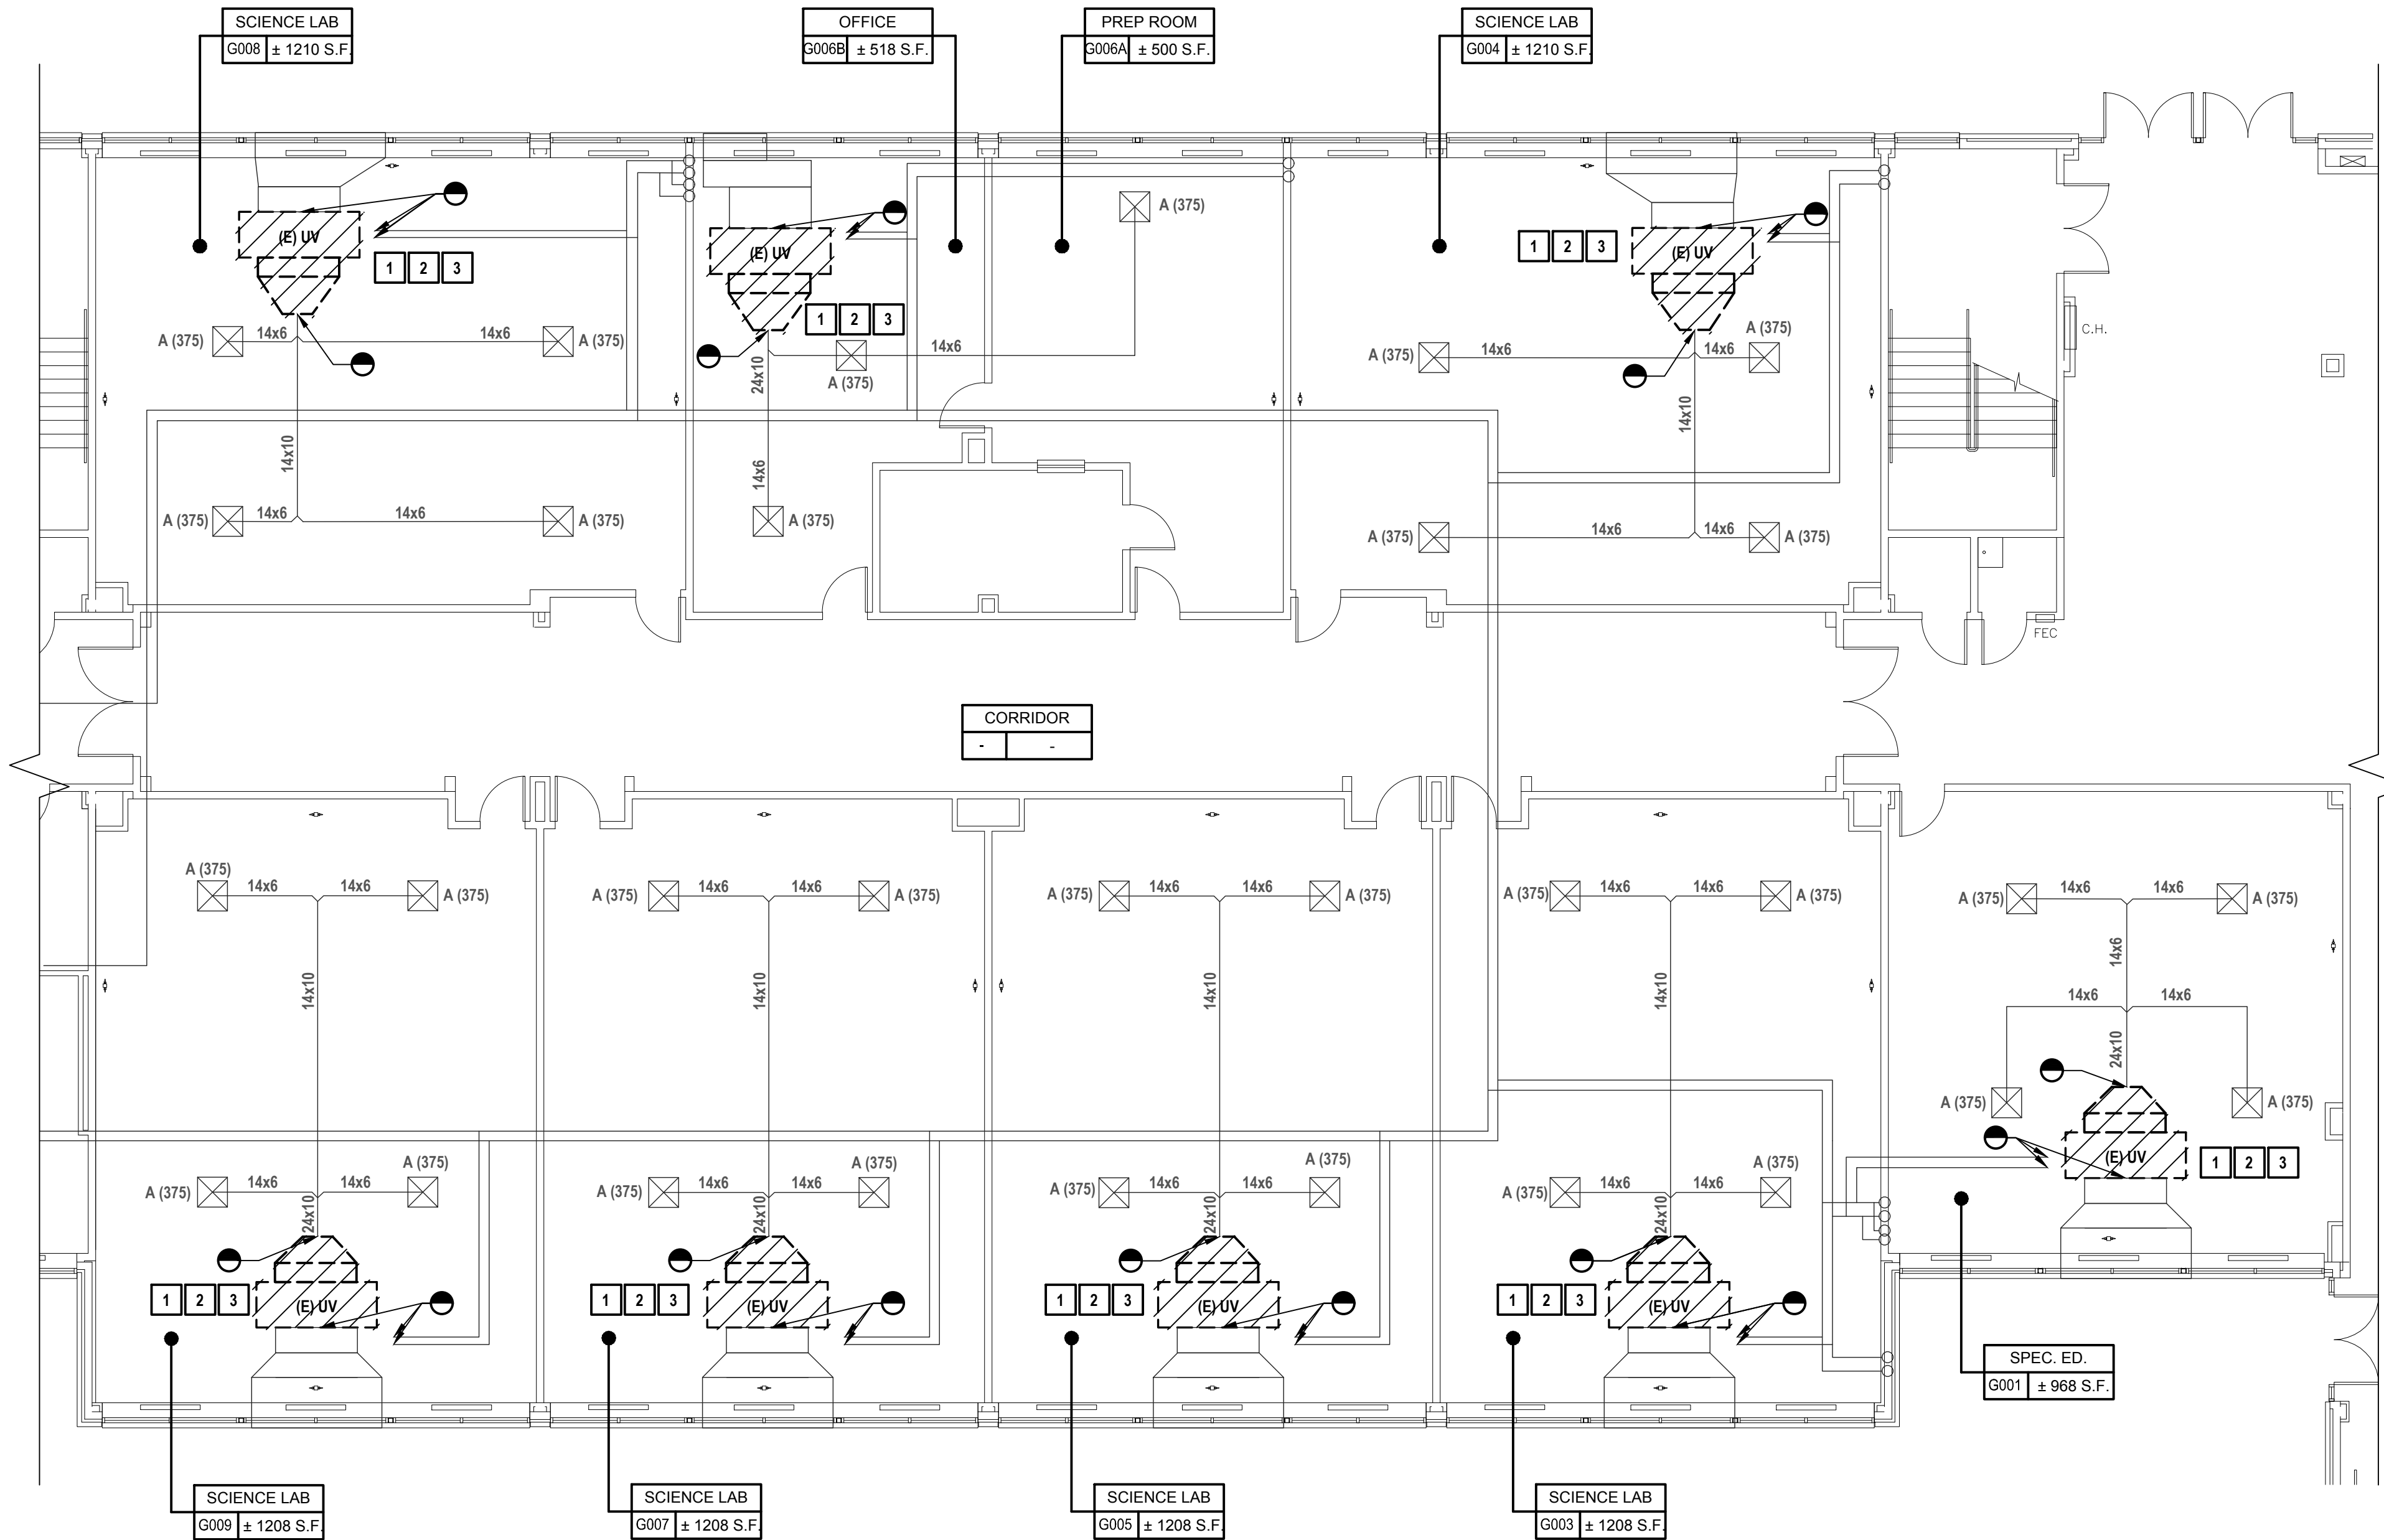 SCIENCE LAB
G008 ± 1210 S.F.
OFFICE
G006B ± 518 S.F.
PREP ROOM
G006A ± 500 S.F.
SCIENCE LAB
G004 ± 1210 S.F.
A (375)
(E) UV
(E) UV
(E) UV
1 2 3
1 2 3
1 2 3
A (375)
14x6
14x6
A (375)
24x10
A (375)
14x6
A (375)
14x6
14x6
A (375)
C.H.
14x10
14x6
14x10
A (375)
14x6
14x6
A (375)
A (375)
A (375)
14x6
14x6
A (375)
FEC
CORRIDOR
- -
A (375)
14x6
14x6
A (375)
A (375)
14x6
14x6
A (375)
A (375)
14x6
14x6
A (375)
A (375)
14x6
14x6
A (375)
A (375)
14x6
14x6
A (375)
14x10
14x10
14x10
14x10
14x6
14x6
14x6
24x10
A (375)
A (375)
(E) UV
1 2 3
A (375)
14x6
14x6
A (375)
24x10
A (375)
14x6
14x6
A (375)
24x10
A (375)
14x6
14x6
A (375)
24x10
A (375)
14x6
14x6
A (375)
24x10
1 2 3
(E) UV
1 2 3
(E) UV
1 2 3
(E) UV
1 2 3
(E) UV
SPEC. ED.
G001 ± 968 S.F.
SCIENCE LAB
G009 ± 1208 S.F.
SCIENCE LAB
G007 ± 1208 S.F.
SCIENCE LAB
G005 ± 1208 S.F.
SCIENCE LAB
G003 ± 1208 S.F.